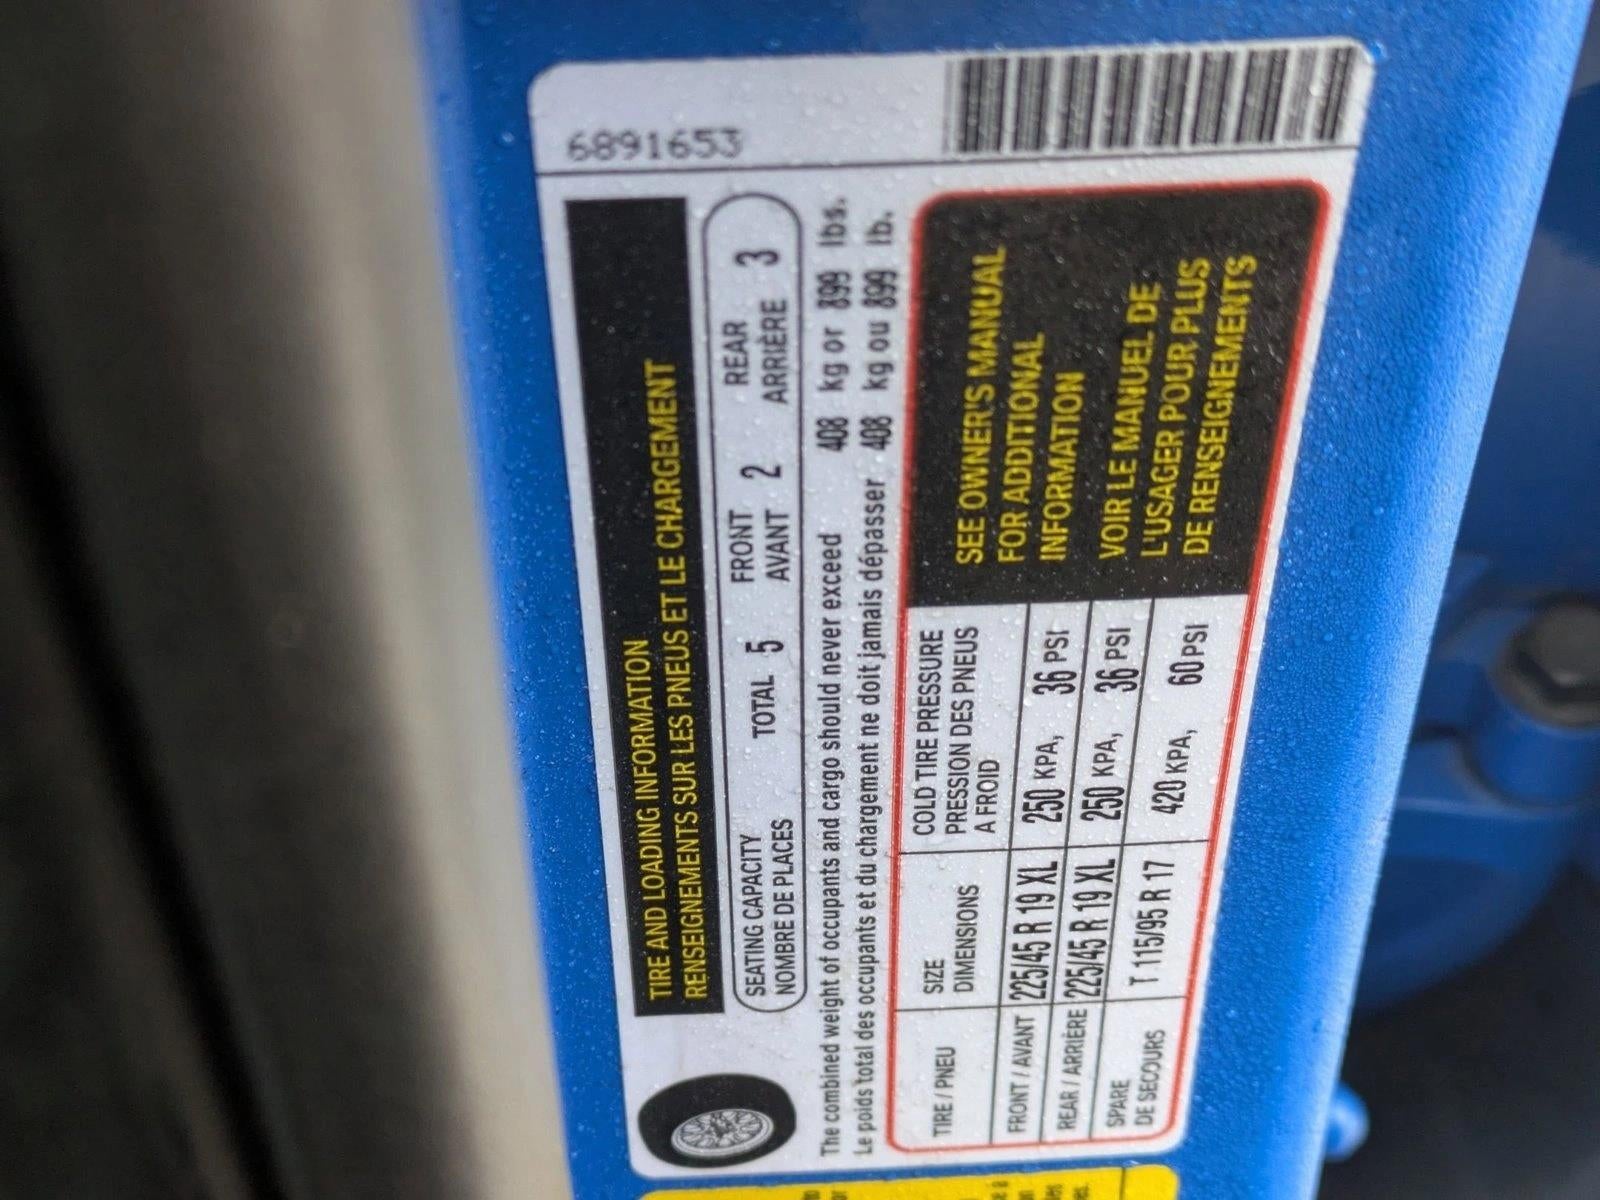 6891653
TIRE AND LOADING INFORMATION
RENSEIGNEMENTS SUR LES PNEUS ET LE CHARGEMENT
SEATING CAPACITY
NOMBRE DE PLACES
TOTAL 5
FRONT
AVANT 2
REAR
ARRIÈRE 3
The combined weight of occupants and cargo should never exceed 408 kg or 899 lbs.
Le poids total des occupants et du chargement ne doit jamais dépasser 408 kg ou 899 lb.
TIRE / PNEU
SIZE
DIMENSIONS
COLD TIRE PRESSURE
PRESSION DES PNEUS
A FROID
FRONT / AVANT 225/45 R 19 XL 250 KPA, 36 PSI
REAR / ARRIÈRE 225/45 R 19 XL 250 KPA, 36 PSI
SPARE
DE SECOURS T 115/95 R 17 420 KPA, 60 PSI
SEE OWNER'S MANUAL
FOR ADDITIONAL
INFORMATION
VOIR LE MANUEL DE
L'USAGER POUR PLUS
DE RENSEIGNEMENTS